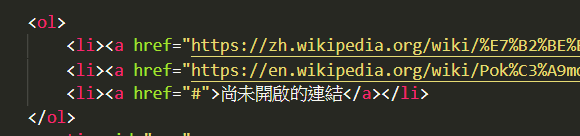 <ol>
<li><a href="https://zh.wikipedia.org/wiki/%E7%B2%BE%E
<li><a href="https://en.wikipedia.org/wiki/Pok%C3%A9mo
<li><a href="#">尚未開啟的連結</a></li>
</ol>